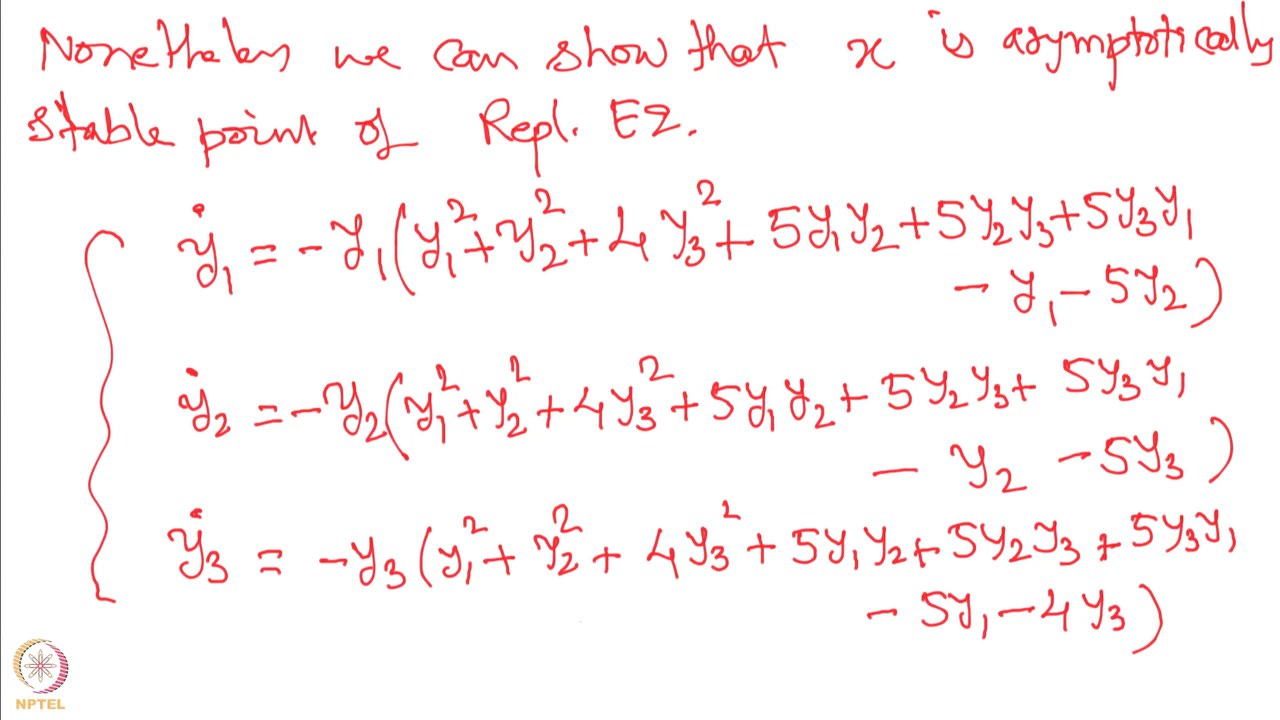 Nonetheless we can show that x is asymptotically
stable point of Repl. EQ.
ẏ₁ = -y₁(y₁² + y₂² + 4y₃² + 5y₁y₂ + 5y₂y₃ + 5y₃y₁
- y₁ - 5y₂)
ẏ₂ = -y₂(y₁² + y₂² + 4y₃² + 5y₁y₂ + 5y₂y₃ + 5y₃y₁
- y₂ - 5y₃)
ẏ₃ = -y₃(y₁² + y₂² + 4y₃² + 5y₁y₂ + 5y₂y₃ + 5y₃y₁
- 5y₁ - 4y₃)
NPTEL